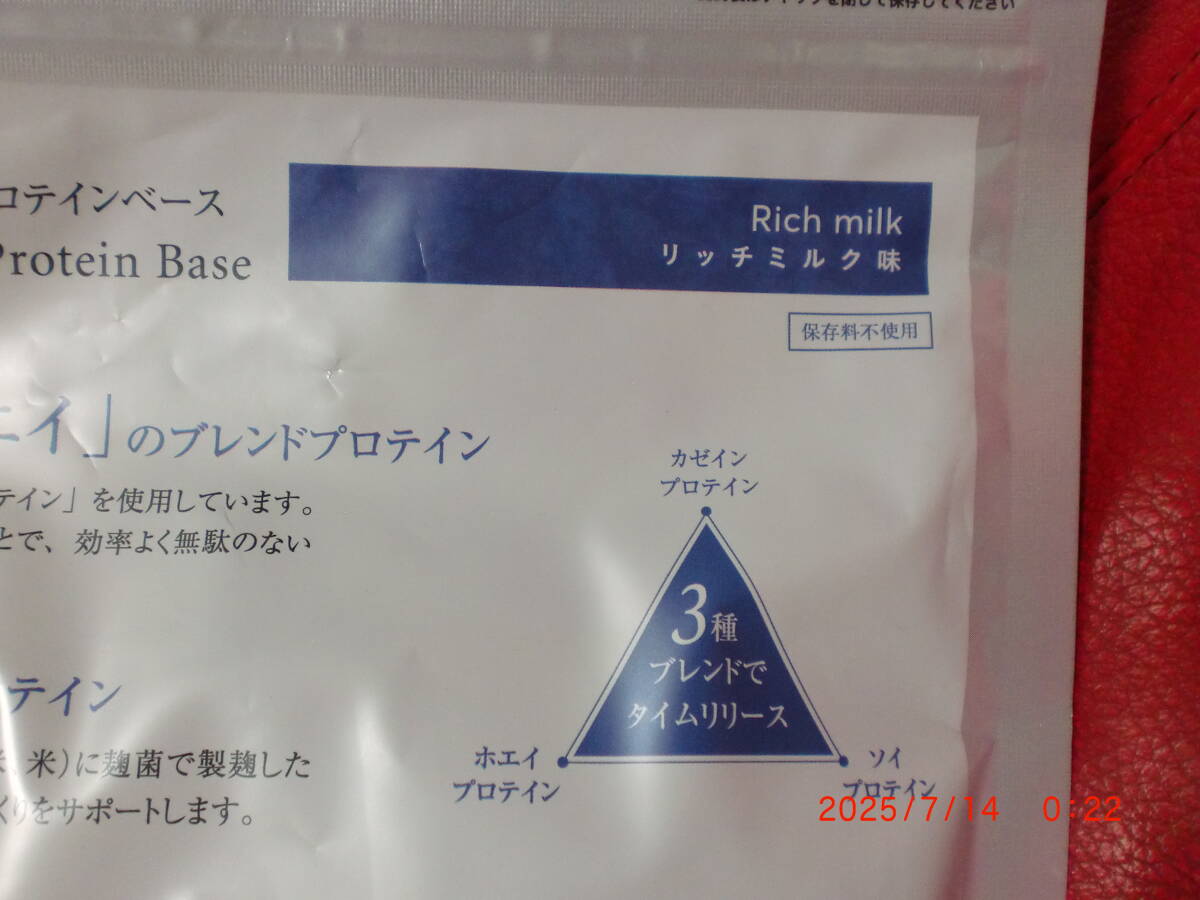 ロテインベース
Protein Base
Rich milk
リッチミルク味
保存料不使用
エイ」のブレンドプロテイン
テイン」を使用しています。
とで、効率よく無駄のない
カゼイン
プロテイン
3種
ブレンドで
タイムリリース
ホエイ
プロテイン
ソイ
プロテイン
テイン
米)に麹菌で製麹した
くりをサポートします。
2025/7/14 0:22